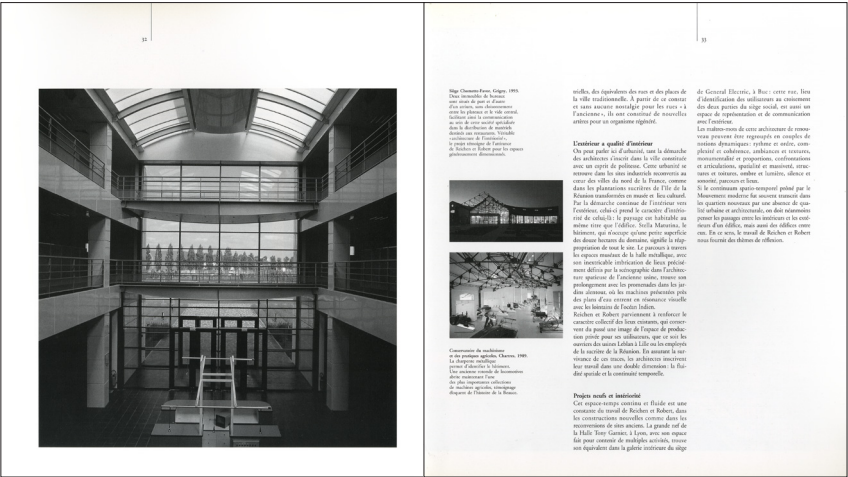 32
33
Siège Chomette-Favor, Grigny, 1993.
Deux immeubles de bureaux
sont situés de part et d'autre
d'un atrium, sans cloisonnement
entre les plateaux et le vide central,
facilitant ainsi la communication
au sein de cette société spécialisée
dans la distribution de matériels
destinés aux restaurants. Véritable
«architecture de l'intériorité»,
le projet témoigne de l'attirance
de Reichen et Robert pour les espaces
généreusement dimensionnés.
Conservatoire du machinisme
et des pratiques agricoles, Chartres, 1989.
La charpente métallique
permet d'identifier le bâtiment.
Une ancienne rotonde de locomotives
abrite maintenant l'une
des plus importantes collections
de machines agricoles, témoignage
éloquent de l'histoire de la Beauce.
trielles, des équivalents des rues et des places de
la ville traditionnelle. À partir de ce constat
et sans aucune nostalgie pour les rues « à
l'ancienne », ils ont constitué de nouvelles
artères pour un organisme régénéré.
L'extérieur a qualité d'intérieur
On peut parler ici d'urbanité, tant la démarche
des architectes s'inscrit dans la ville constituée
avec un esprit de politesse. Cette urbanité se
retrouve dans les sites industriels reconvertis au
cœur des villes du nord de la France, comme
dans les plantations sucrières de l'île de la
Réunion transformées en musée et lieu culturel.
Par la démarche continue de l'intérieur vers
l'extérieur, celui-ci prend le caractère d'intério-
rité de celui-là : le paysage est habitable au
même titre que l'édifice. Stella Matutina, le
bâtiment, qui n'occupe qu'une petite superficie
des douze hectares du domaine, signifie la réap-
propriation de tout le site. Le parcours à travers
les espaces muséaux de la halle métallique, avec
son inextricable imbrication de lieux précisé-
ment définis par la scénographie dans l'architec-
ture spatieuse de l'ancienne usine, trouve son
prolongement avec les promenades dans les jar-
dins alentour, où les machines présentées près
des plans d'eau entrent en résonance visuelle
avec les lointains de l'océan Indien.
Reichen et Robert parviennent à renforcer le
caractère collectif des lieux existants, qui conser-
vent du passé une image de l'espace de produc-
tion privée pour ses utilisateurs, que ce soit les
ouvriers des usines Leblan à Lille ou les employés
de la sucrière de la Réunion. En assurant la sur-
vivance de ces traces, les architectes inscrivent
leur travail dans une double dimension : la flui-
dité spatiale et la continuité temporelle.
Projets neufs et intériorité
Cet espace-temps continu et fluide est une
constante du travail de Reichen et Robert, dans
les constructions nouvelles comme dans les
reconversions de sites anciens. La grande nef de
la Halle Tony Garnier, à Lyon, avec son espace
fait pour contenir de multiples activités, trouve
son équivalent dans la galerie intérieure du siège
de General Electric, à Buc : cette rue, lieu
d'identification des utilisateurs au croisement
des deux parties du siège social, est aussi un
espace de représentation et de communication
avec l'extérieur.
Les maîtres-mots de cette architecture de renou-
veau peuvent être regroupés en couples de
notions dynamiques : rythme et ordre, com-
plexité et cohérence, ambiances et textures,
monumentalité et proportions, confrontations
et articulations, spatialité et massiveté, struc-
tures et toitures, ombre et lumière, silence et
sonorité, parcours et lieux.
Si le continuum spatio-temporel prôné par le
Mouvement moderne fut souvent transcrit dans
les quartiers nouveaux par une absence de qua-
lité urbaine et architecturale, on doit néanmoins
penser les passages entre les intérieurs et les exté-
rieurs d'un édifice, mais aussi des édifices entre
eux. En ce sens, le travail de Reichen et Robert
nous fournit des thèmes de réflexion.